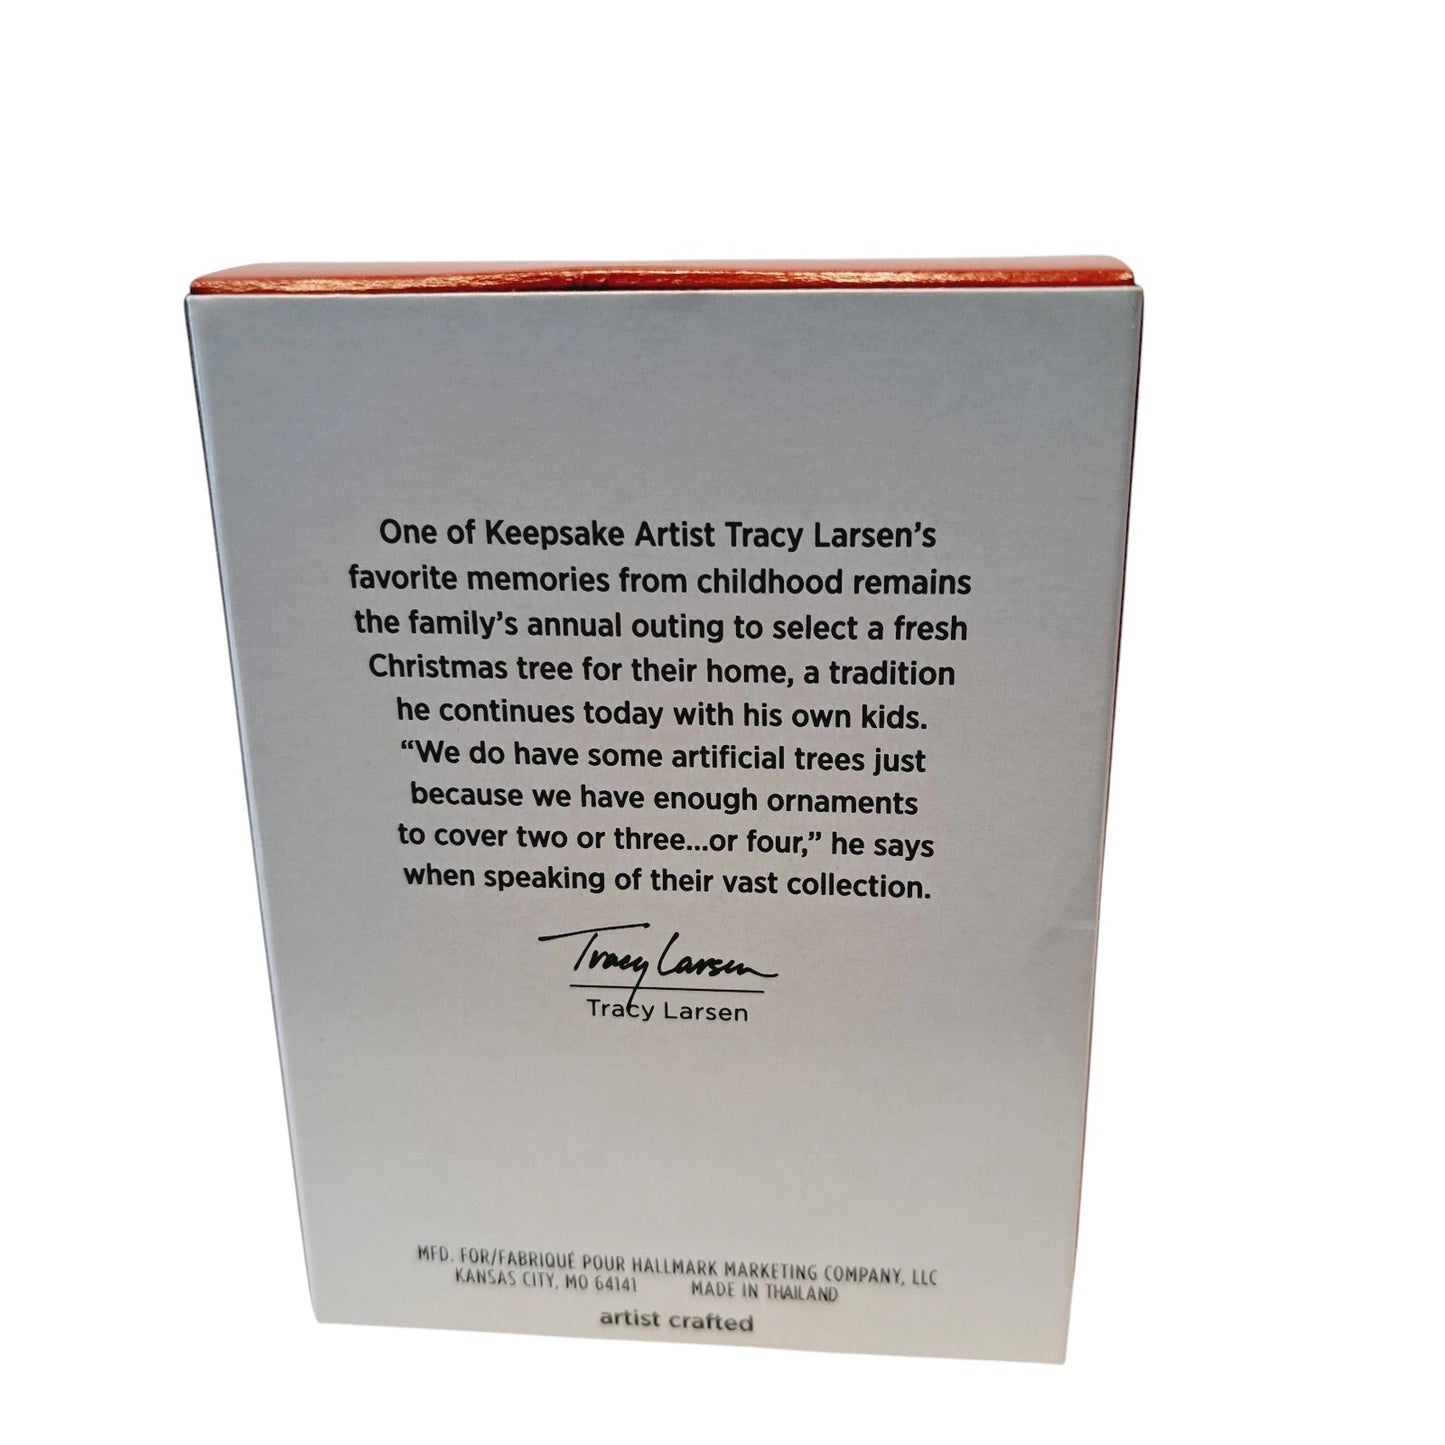 One of Keepsake Artist Tracy Larsen's
favorite memories from childhood remains
the family's annual outing to select a fresh
Christmas tree for their home, a tradition
he continues today with his own kids.
“We do have some artificial trees just
because we have enough ornaments
to cover two or three...or four,” he says
when speaking of their vast collection.
Tracy Larsen
Tracy Larsen
MFD. FOR/FABRIQUÉ POUR HALLMARK MARKETING COMPANY, LLC
KANSAS CITY, MO 64141 MADE IN THAILAND
artist crafted